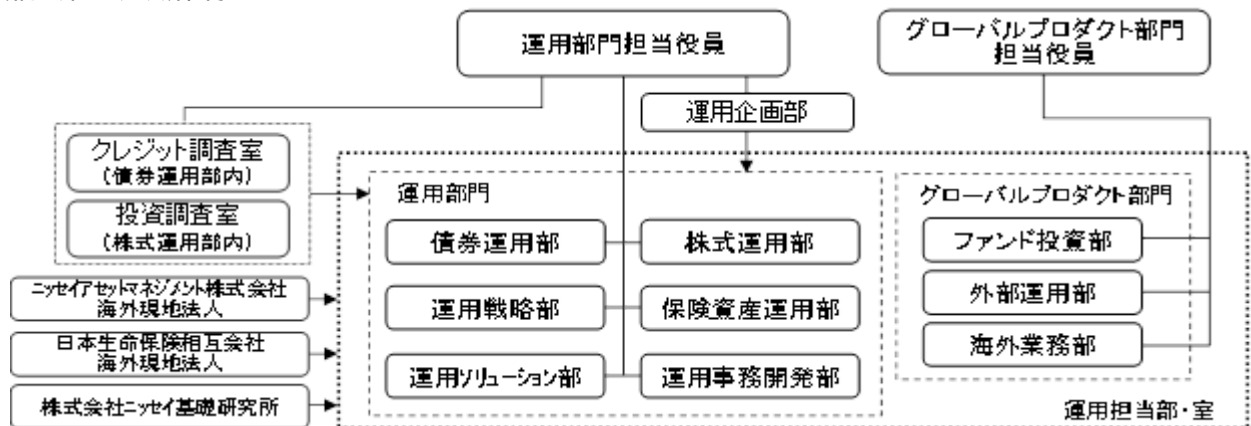 運用部門担当役員
グローバルプロダクト部門
担当役員
運用企画部
クレジット調査室
(債券運用部内)
投資調査室
(株式運用部内)
運用部門
債券運用部
株式運用部
運用戦略部
保険資産運用部
運用ソリューション部
運用事務開発部
グローバルプロダクト部門
ファンド投資部
外部運用部
海外業務部
ニッセイアセットマネジメント株式会社
海外現地法人
日本生命保険相互会社
海外現地法人
株式会社ニッセイ基礎研究所
運用担当部・室